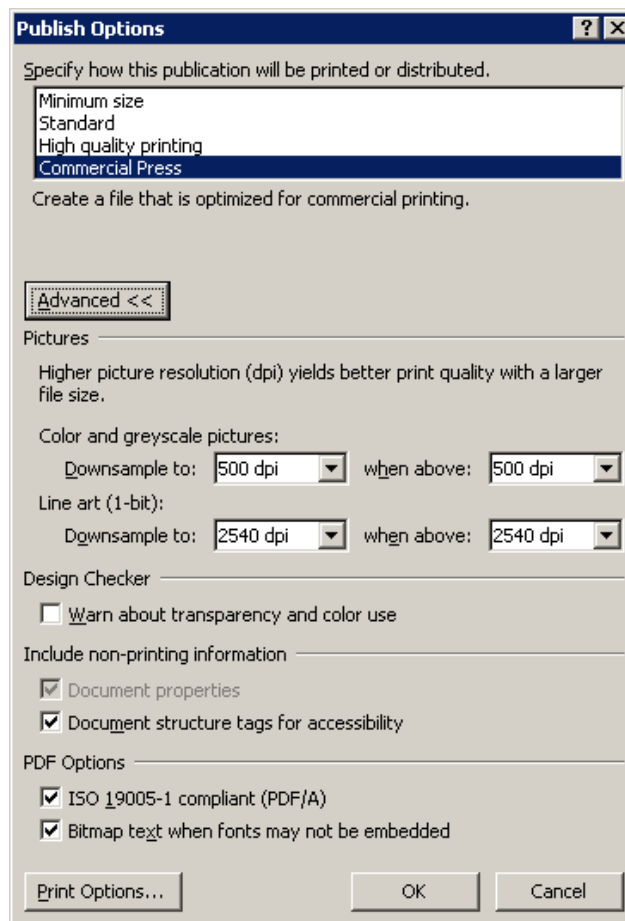 Publish Options
Specify how this publication will be printed or distributed.
Minimum size
Standard
High quality printing
Commercial Press
Create a file that is optimized for commercial printing.
Advanced <<
Pictures
Higher picture resolution (dpi) yields better print quality with a larger
file size.
Color and greyscale pictures:
Downsample to: 500 dpi when above: 500 dpi
Line art (1-bit):
Downsample to: 2540 dpi when above: 2540 dpi
Design Checker
Warn about transparency and color use
Include non-printing information
Document properties
Document structure tags for accessibility
PDF Options
ISO 19005-1 compliant (PDF/A)
Bitmap text when fonts may not be embedded
Print Options... OK Cancel